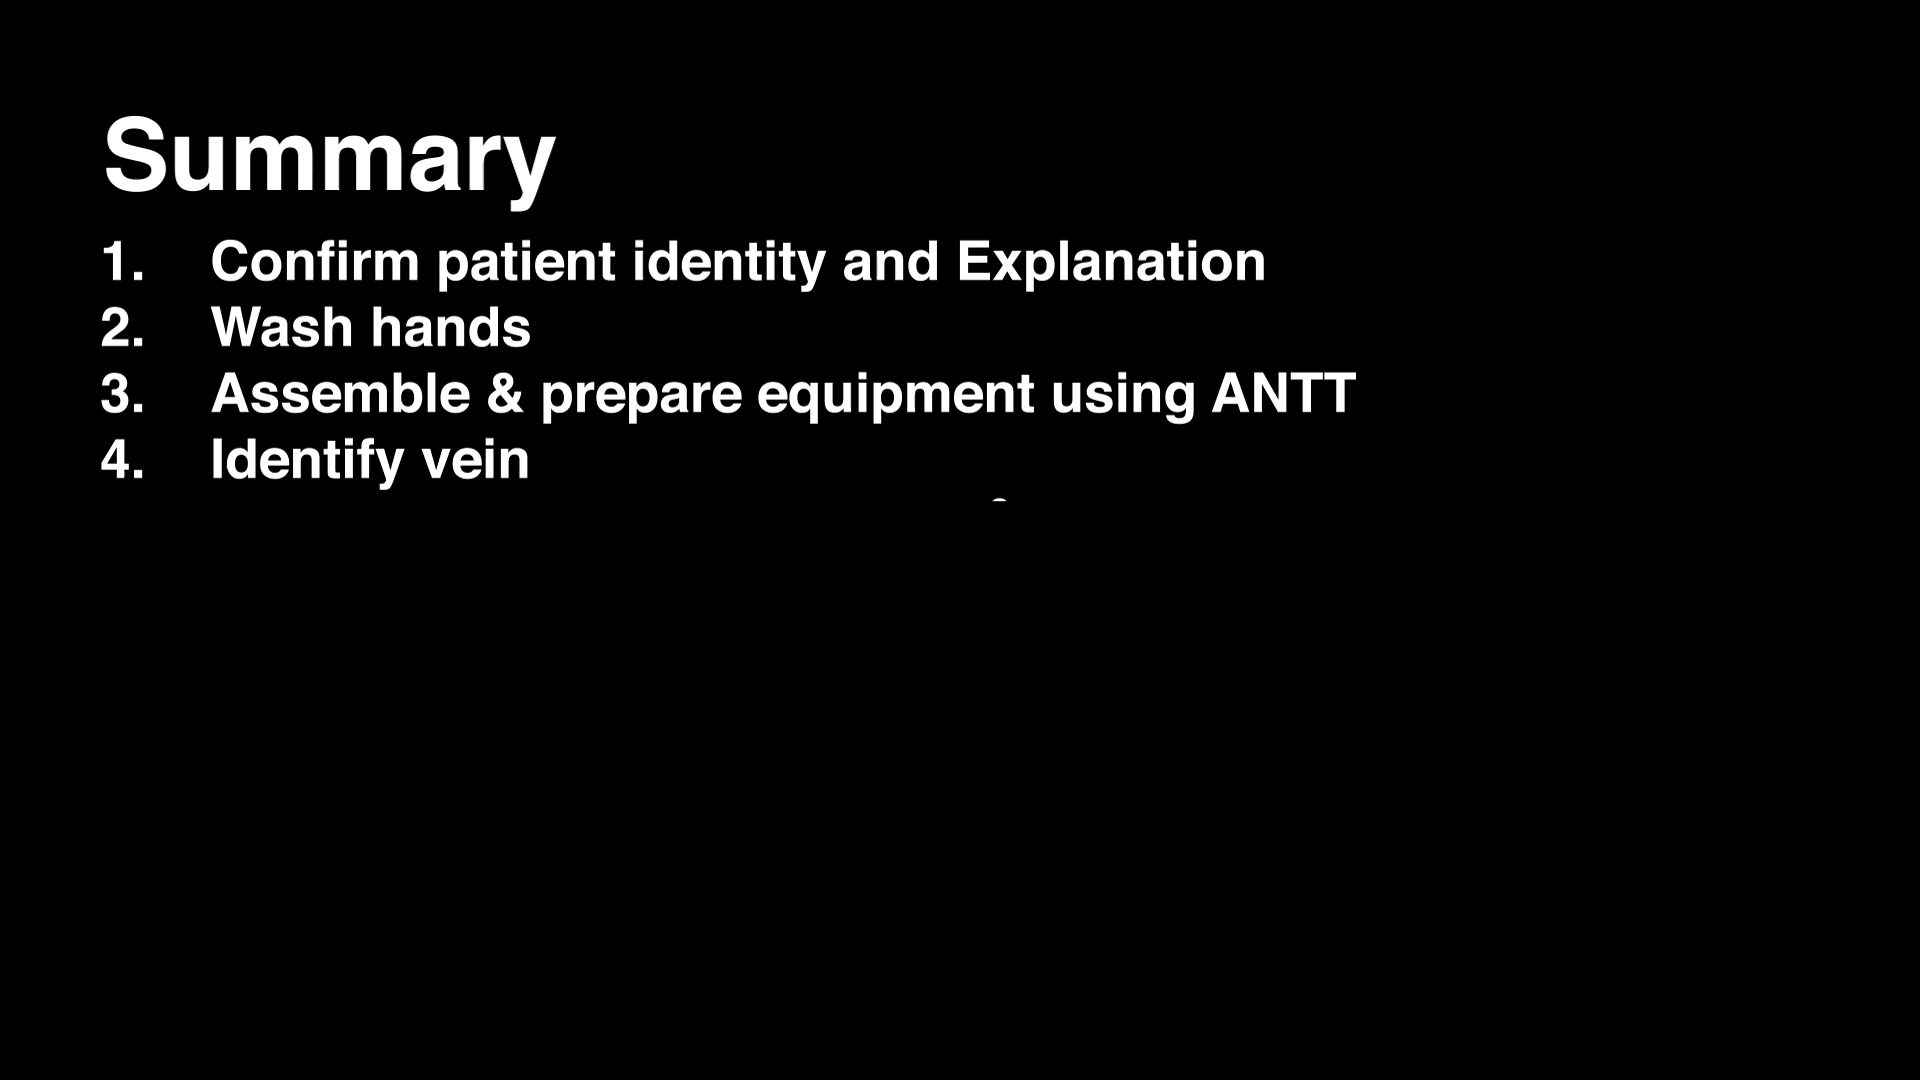 Summary
1. Confirm patient identity and Explanation
2. Wash hands
3. Assemble & prepare equipment using ANTT
4. Identify vein